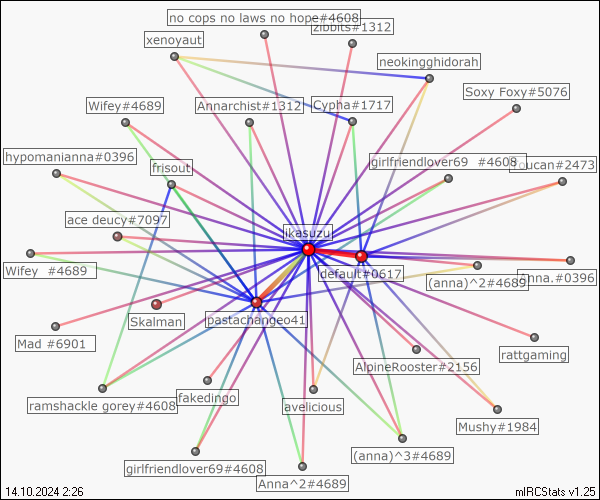 no cops no laws no hope#4608
zibbits#1312
xenoyaut
neokingghidorah
Soxy Foxy#5076
Wifey#4689
Annarchist#1312
Cypha#1717
hypomanianna#0396
frisout
girlfriendlover69 #4608
oucan#2473
ace deucy#7097
ikasuzu
Wifey #4689
default#0617
(anna)^2#4689
Anna.#0396
Skalman
pastachangeo41
Mad #6901
rattgaming
AlpineRooster#2156
ramshackle gorey#4608
fakedingo
avelicious
Mushy#1984
girlfriendlover69#4608
Anna^2#4689
(anna)^3#4689
14.10.2024 2:26
mIRCStats v1.25